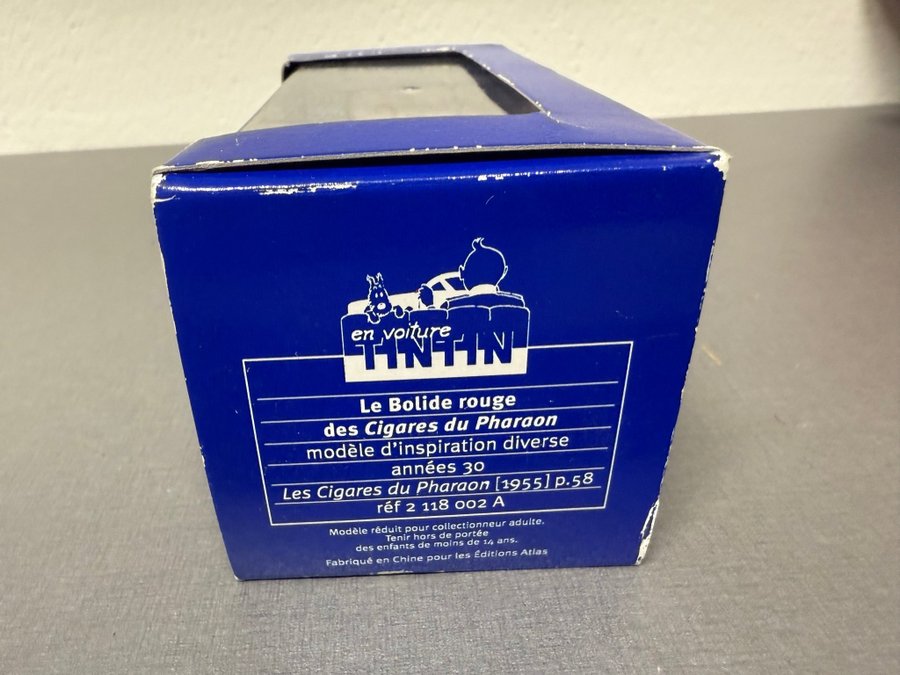 en voiture
TINTIN
Le Bolide rouge
des Cigares du Pharaon
modèle d'inspiration diverse
années 30
Les Cigares du Pharaon [1955] p.58
réf 2 118 002 A
Modèle réduit pour collectionneur adulte.
Tenir hors de portée
des enfants de moins de 14 ans.
Fabriqué en Chine pour les Éditions Atlas